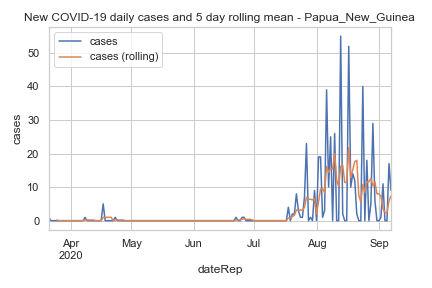 New COVID-19 daily cases and 5 day rolling mean - Papua_New_Guinea
cases
cases (rolling)
50
40
30
20
10
0
cases
Apr
2020
May
Jun
Jul
Aug
Sep
dateRep